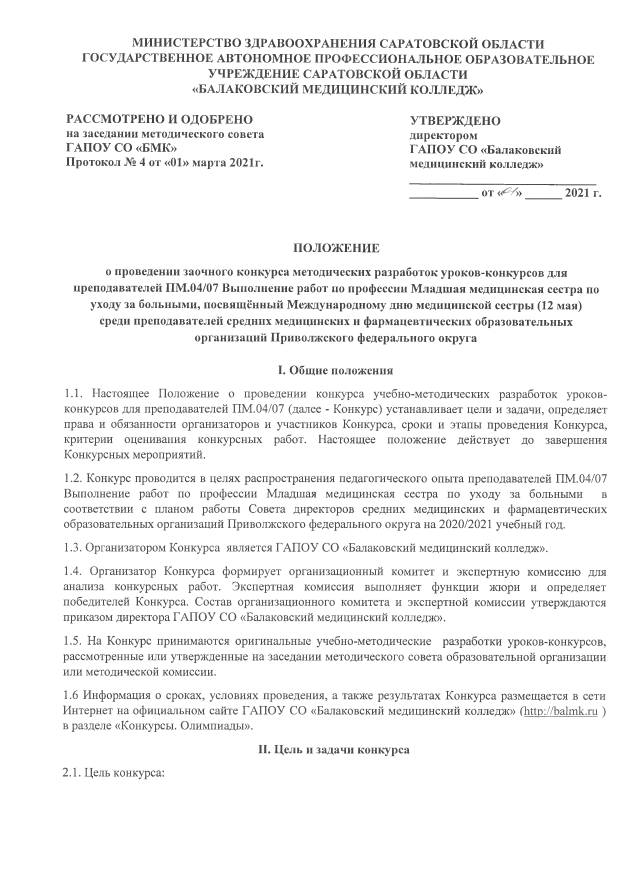 МИНИСТЕРСТВО ЗДРАВООХРАНЕНИЯ САРАТОВСКОЙ ОБЛАСТИ
ГОСУДАРСТВЕННОЕ АВТОНОМНОЕ ПРОФЕССИОНАЛЬНОЕ ОБРАЗОВАТЕЛЬНОЕ
УЧРЕЖДЕНИЕ САРАТОВСКОЙ ОБЛАСТИ
«БАЛАКОВСКИЙ МЕДИЦИНСКИЙ КОЛЛЕДЖ»
РАССМОТРЕНО И ОДОБРЕНО
на заседании методического совета
ГАПОУ СО «БМК»
Протокол № 4 от «01» марта 2021г.
УТВЕРЖДЕНО
директором
ГАПОУ СО «Балаковский
медицинский колледж»
____________ от «01» ______ 2021 г.
ПОЛОЖЕНИЕ
о проведении заочного конкурса методических разработок уроков-конкурсов для
преподавателей ПМ.04/07 Выполнение работ по профессии Младшая медицинская сестра по
уходу за больными, посвящённый Международному дню медицинской сестры (12 мая)
среди преподавателей средних медицинских и фармацевтических образовательных
организаций Приволжского федерального округа
I. Общие положения
1.1. Настоящее Положение о проведении конкурса учебно-методических разработок уроков-
конкурсов для преподавателей ПМ.04/07 (далее - Конкурс) устанавливает цели и задачи, определяет
права и обязанности организаторов и участников Конкурса, сроки и этапы проведения Конкурса,
критерии оценивания конкурсных работ. Настоящее положение действует до завершения
Конкурсных мероприятий.
1.2. Конкурс проводится в целях распространения педагогического опыта преподавателей ПМ.04/07
Выполнение работ по профессии Младшая медицинская сестра по уходу за больными в
соответствии с планом работы Совета директоров средних медицинских и фармацевтических
образовательных организаций Приволжского федерального округа на 2020/2021 учебный год.
1.3. Организатором Конкурса является ГАПОУ СО «Балаковский медицинский колледж».
1.4. Организатор Конкурса формирует организационный комитет и экспертную комиссию для
анализа конкурсных работ. Экспертная комиссия выполняет функции жюри и определяет
победителей Конкурса. Состав организационного комитета и экспертной комиссии утверждаются
приказом директора ГАПОУ СО «Балаковский медицинский колледж».
1.5. На Конкурс принимаются оригинальные учебно-методические разработки уроков-конкурсов,
рассмотренные или утвержденные на заседании методического совета образовательной организации
или методической комиссии.
1.6 Информация о сроках, условиях проведения, а также результатах Конкурса размещается в сети
Интернет на официальном сайте ГАПОУ СО «Балаковский медицинский колледж» (http://balmk.ru )
в разделе «Конкурсы. Олимпиады».
II. Цель и задачи конкурса
2.1. Цель конкурса: